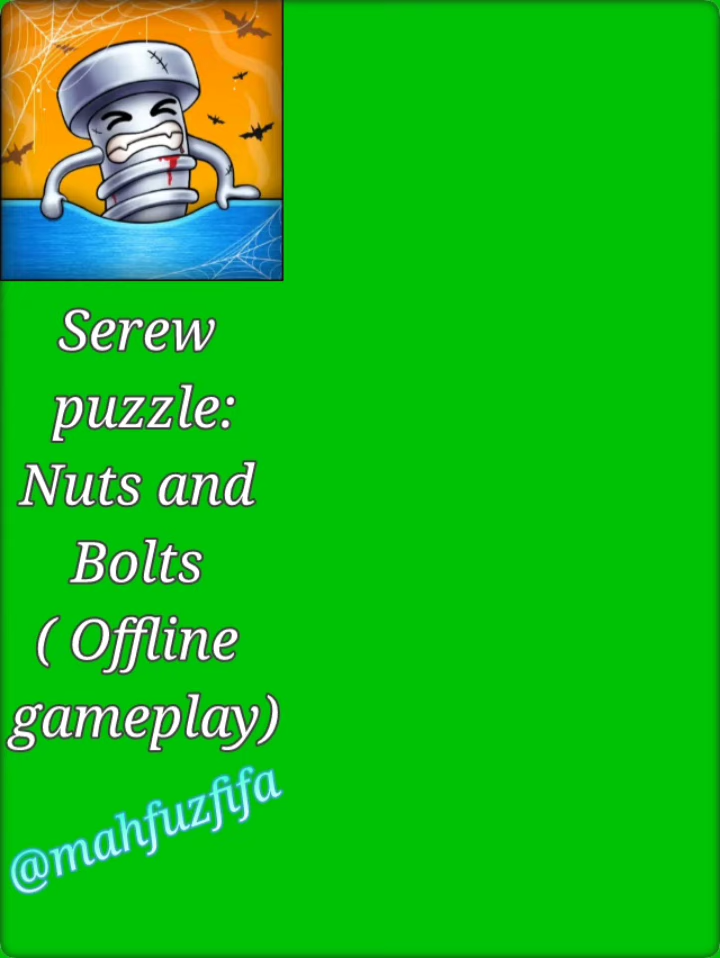 Serew
puzzle:
Nuts and
Bolts
( Offline
gameplay)
@mahfuzfifa